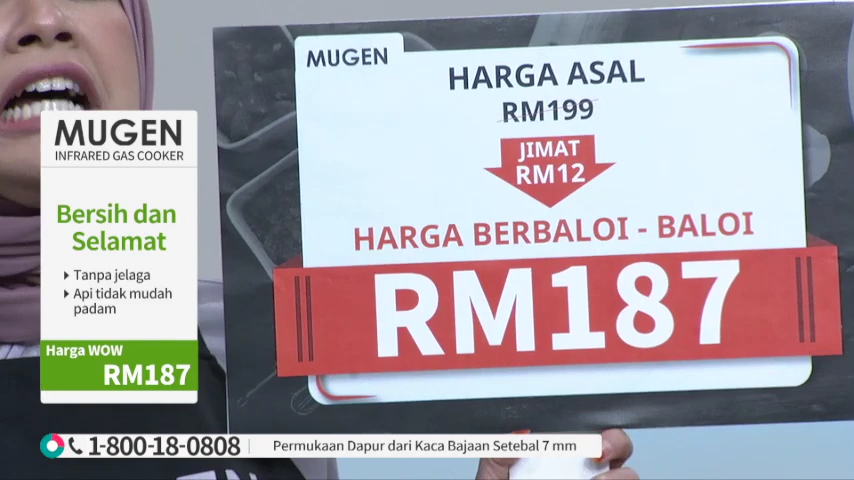 MUGEN
HARGA ASAL
RM199
JIMAT
RM12
HARGA BERBALOI - BALOI
RM187
MUGEN
INFRARED GAS COOKER
Bersih dan
Selamat
Tanpa jelaga
Api tidak mudah
padam
Harga WOW
RM187
1-800-18-0808
Permukaan Dapur dari Kaca Bajaan Setebal 7 mm